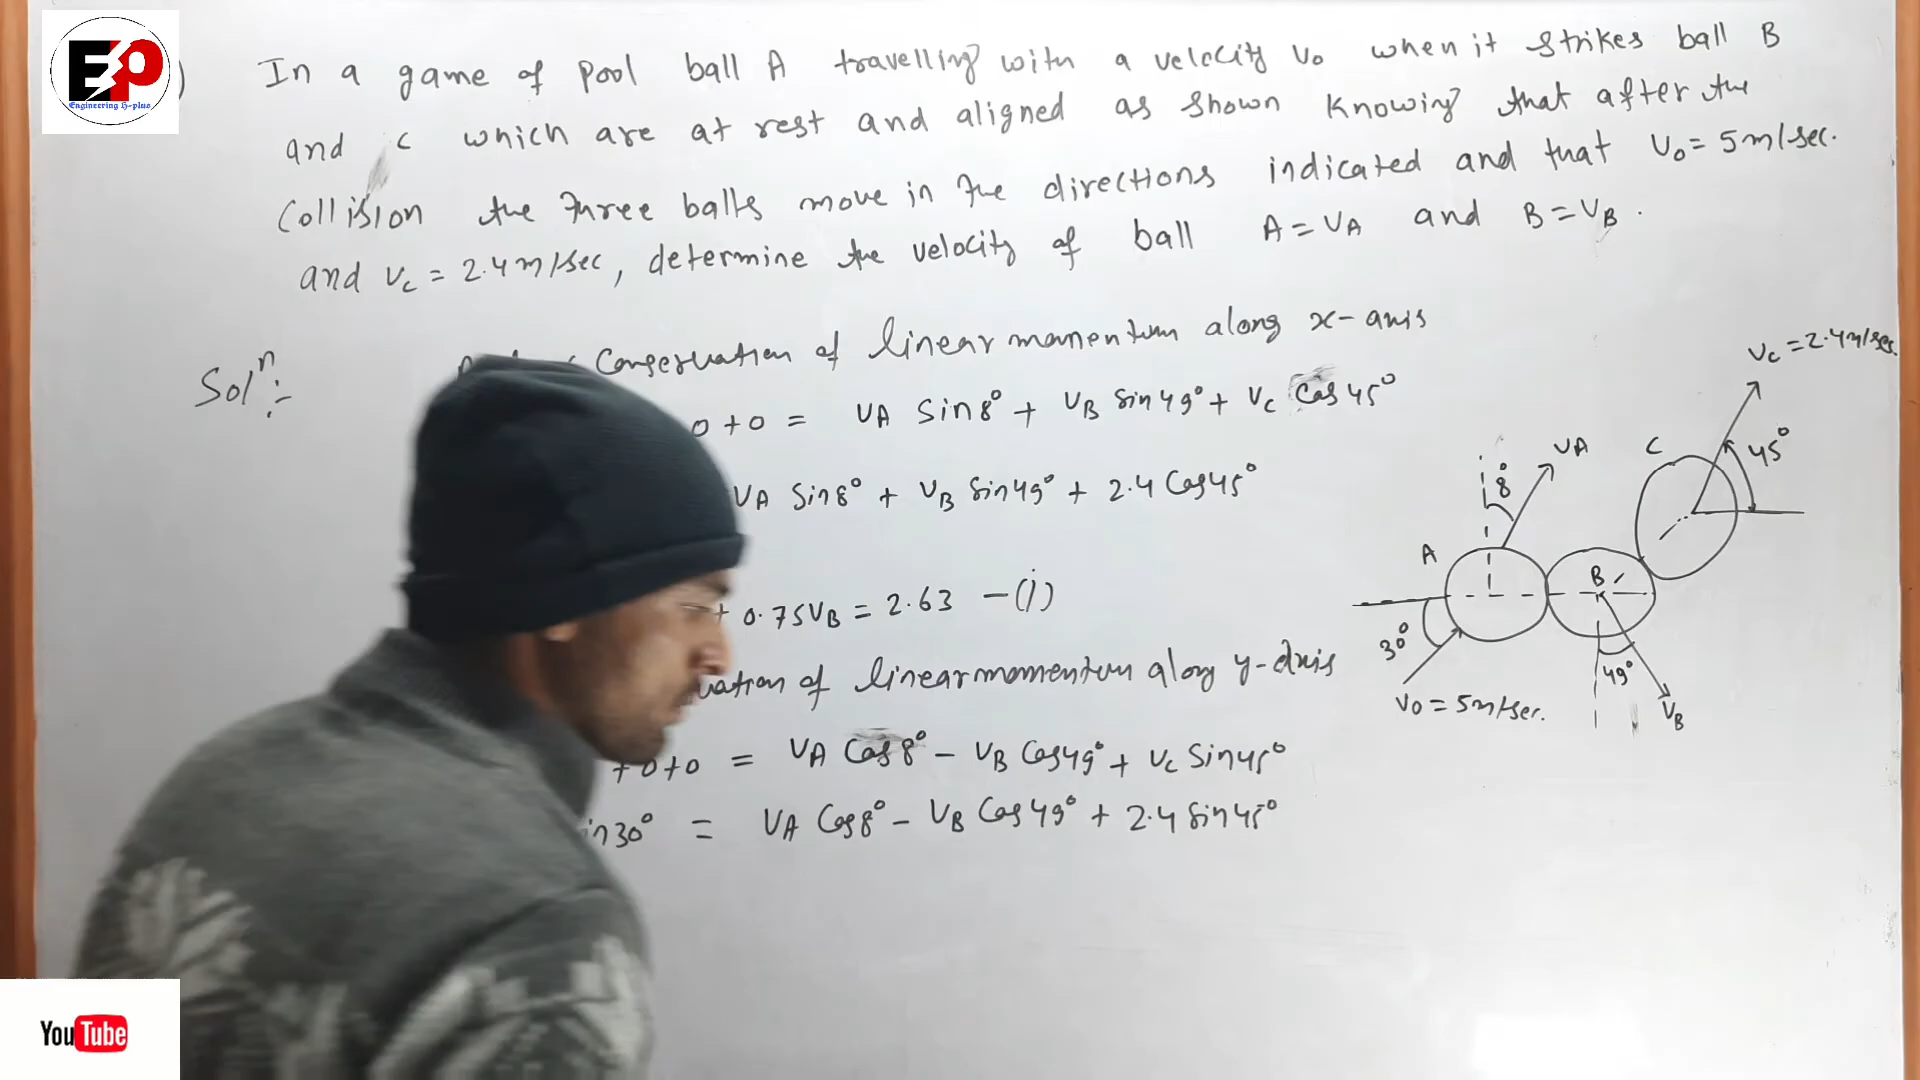 EP
Engineering H-plus
) In a game of pool ball A travelling with a velocity V₀ when it strikes ball B
and C which are at rest and aligned as shown Knowing that after the
Collision the three balls move in the directions indicated and that V₀ = 5m/sec.
and Vc = 2.4m/sec, determine the velocity of ball A = VA and B = VB.
Solⁿ :-
Conservation of linear momentum along x-axis
0 + 0 = VA Sin8° + VB Sin49° + Vc Cos45°
VA Sin8° + VB Sin49° + 2.4 Cos45°
+ 0.75VB = 2.63 —(i)
of linear momentum along y-axis
+0+0 = VA Cos8° - VB Cos49° + Vc Sin45°
30° = VA Cos8° - VB Cos49° + 2.4 Sin45°
Vc = 2.4m/sec.
45°
C
VA
8°
A
B
30°
49°
V₀ = 5m/sec.
VB
YouTube